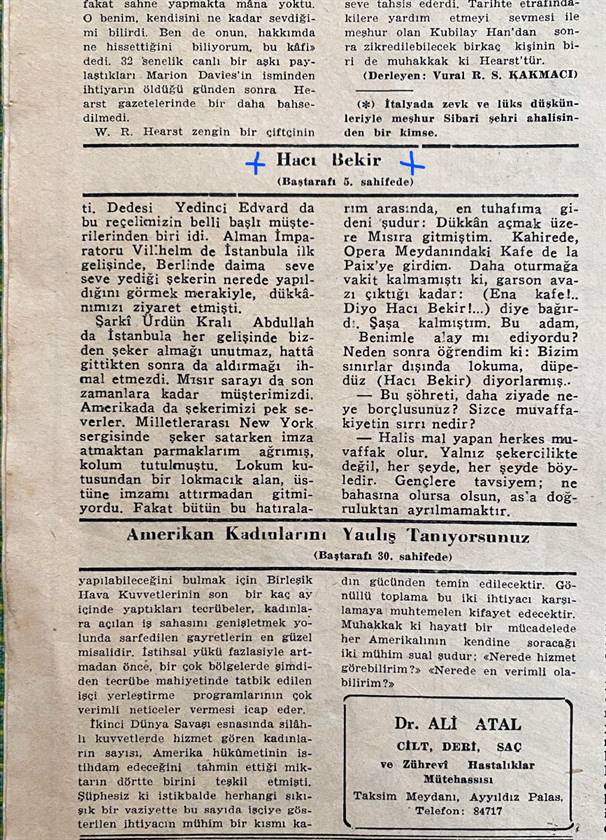 fakat sahne yapmakta mâna yoktu.
O benim, kendisini ne kadar sevdiği-
mi bilirdi. Ben de onun, hakkımda
ne hissettiğini biliyorum, bu kâfi»
dedi. 32 senelik canlı bir aşkı pay-
laştıkları Marion Davies'in isminden
ihtiyarın öldüğü günden sonra He-
arst gazetelerinde bir daha bahse-
dilmedi.
W. R. Hearst zengin bir çiftçinin
seve tahsis ederdi. Tarihte etrafında-
kilere yardım etmeyi sevmesi ile
meşhur olan Kubilay Han'dan son-
ra zikredilebilecek birkaç kişinin bi-
ri de muhakkak ki Hearst'tür.
(Derleyen: Vural R. S. KAKMACI)
(*) İtalyada zevk ve lüks düşkün-
leriyle meşhur Sibari şehri ahalisin-
den bir kimse.
Hacı Bekir
(Baştarafı 5. sahifede)
ti. Dedesi Yedinci Edvard da
bu reçelimizin belli başlı müşte-
rilerinden biri idi. Alman İmpa-
ratoru Vilhelm de İstanbula ilk
gelişinde, Berlinde daima seve
seve yediği şekerin nerede yapıl-
dığını görmek merakiyle, dükkâ-
nımızı ziyaret etmişti.
Şarkî Ürdün Kralı Abdullah
da İstanbula her gelişinde biz-
den şeker almağı unutmaz, hattâ
gittikten sonra da aldırmağı ih-
mal etmezdi. Mısır sarayı da son
zamanlara kadar müşterimizdi.
Amerikada da şekerimizi pek se-
verler. Milletlerarası New York
sergisinde şeker satarken imza
atmaktan parmaklarım ağrımış,
kolum tutulmuştu. Lokum ku-
tusundan bir lokmacık alan, üs-
tüne imzamı attırmadan gitmi-
yordu. Fakat bütün bu hatırala-
rım arasında, en tuhafıma gi-
deni şudur: Dükkân açmak üze-
re Mısıra gitmiştim. Kahirede,
Opera Meydanındaki Kafe de la
Paix'ye girdim. Daha oturmağa
vakit kalmamıştı ki, garson ava-
zı çıktığı kadar: (Ena kafe!..
Diyo Hacı Bekir!...) diye bağır-
dı. Şaşa kalmıştım. Bu adam,
Benimle alay mı ediyordu?
Neden sonra öğrendim ki: Bizim
sınırlar dışında lokuma, düpe-
düz (Hacı Bekir) diyorlarmış..
— Bu şöhreti, daha ziyade ne-
ye borçlusunuz? Sizce muvaffa-
kiyetin sırrı nedir?
— Halis mal yapan herkes mu-
vaffak olur. Yalnız şekercilikte
değil, her şeyde, her şeyde böy-
ledir. Gençlere tavsiyem; ne
bahasına olursa olsun, asla doğ-
ruluktan ayrılmamaktır.
Amerikan Kadınlarını Yanlış Tanıyorsunuz
(Baştarafı 30. sahifede)
yapılabileceğini bulmak için Birleşik
Hava Kuvvetlerinin son bir kaç ay
içinde yaptıkları tecrübeler, kadınla-
ra açılan iş sahasını genişletmek yo-
lunda sarfedilen gayretlerin en güzel
misalidir. İstihsal yükü fazlasiyle art-
madan önce, bir çok bölgelerde şimdi-
den tecrübe mahiyetinde tatbik edilen
işçi yerleştirme programlarının çok
verimli neticeler vermesi icap eder.
İkinci Dünya Savaşı esnasında silâh-
lı kuvvetlerde hizmet gören kadınla-
rın sayısı, Amerika hükûmetinin is-
tihdam edeceğini tahmin ettiği mik-
tarın dörtte birini teşkil etmişti.
Şüphesiz ki istikbalde herhangi sıkı-
şık bir vaziyette bu sayıda işçiye gös-
terilen ihtiyacın mühim bir kısmı ka-
dın gücünden temin edilecektir. Gö-
nüllü toplama bu iki ihtiyacı karşı-
lamaya muhtemelen kifayet edecektir.
Muhakkak ki hayatî bir mücadelede
her Amerikalının kendine soracağı
iki mühim sual şudur: «Nerede hizmet
görebilirim?» «Nerede en verimli ola-
bilirim?»
Dr. ALİ ATAL
CİLT, DERİ, SAÇ
ve Zührevî Hastalıklar
Mütehassısı
Taksim Meydanı, Ayyıldız Palas,
Telefon: 84717